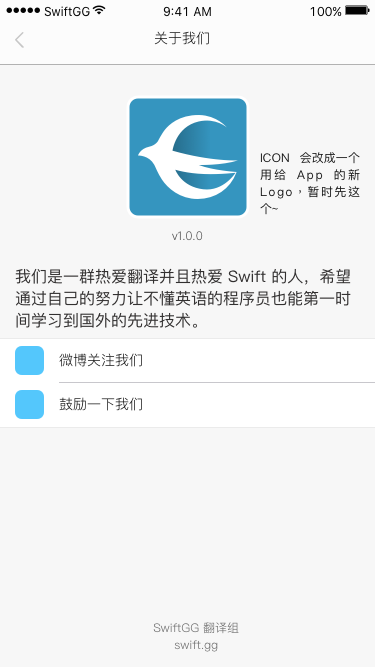 SwiftGG 9:41 AM 100%
关于我们
ICON 会改成一个
用给 App 的新
Logo，暂时先这
个~
v1.0.0
我们是一群热爱翻译并且热爱 Swift 的人，希望
通过自己的努力让不懂英语的程序员也能第一时
间学习到国外的先进技术。
微博关注我们
鼓励一下我们
SwiftGG 翻译组
swift.gg